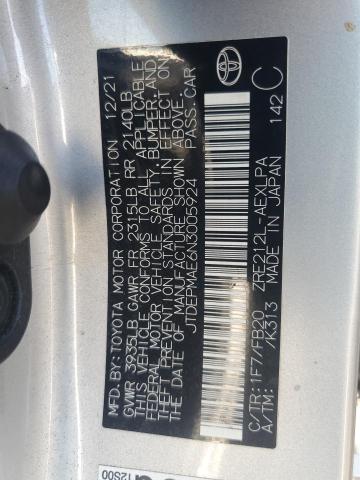 MFD.BY:TOYOTA MOTOR CORPORATION 12/21
GVWR 3935LB GAWR FR 2315LB RR 2140LB
THIS VEHICLE CONFORMS TO ALL APPLICABLE
FEDERAL MOTOR VEHICLE SAFETY, BUMPER, AND
THEFT PREVENTION STANDARDS IN EFFECT ON
THE DATE OF MANUFACTURE SHOWN ABOVE.
JTDEPMAE6N3005924 PASS.CAR
C/TR:1F7/FB20 ZRE212L-AEXLPA
A/TM: /K313 MADE IN JAPAN 142 C
12S00